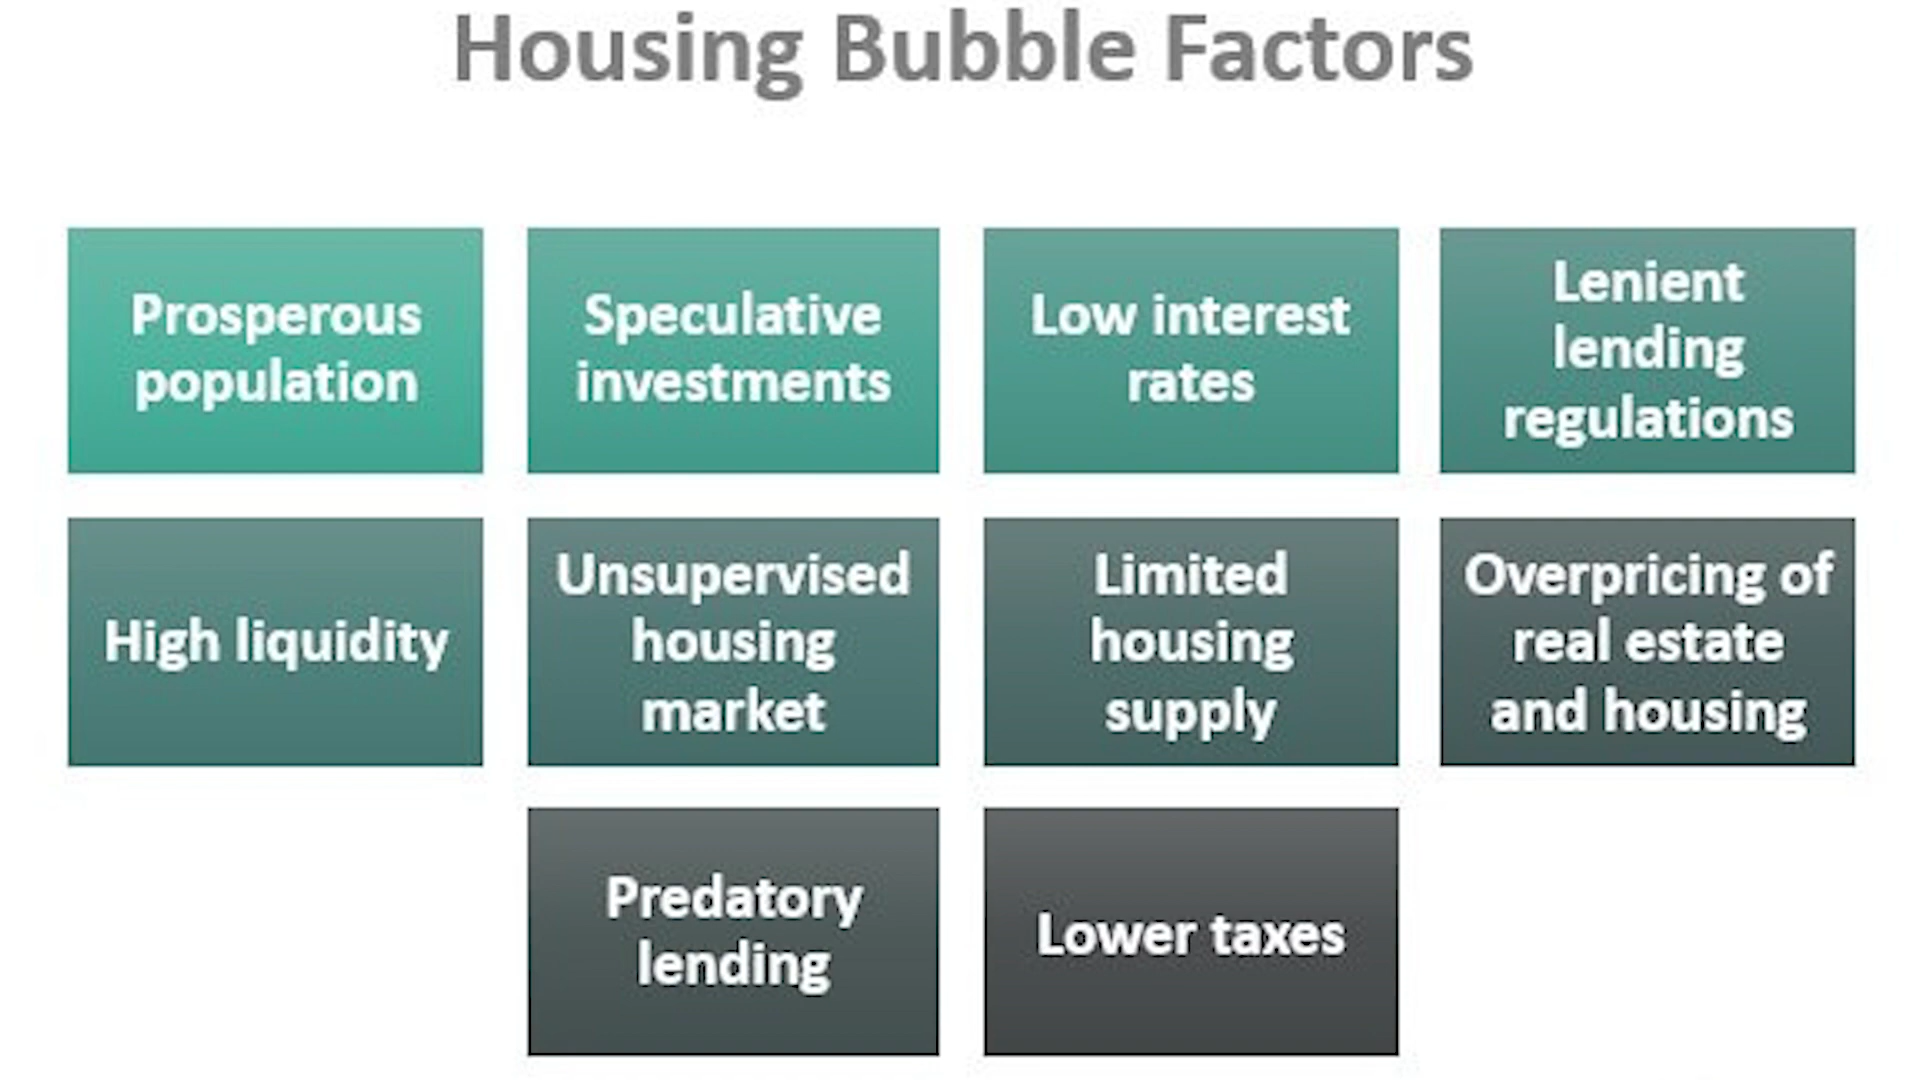 Housing Bubble Factors
Prosperous
population
Speculative
investments
Low interest
rates
Lenient
lending
regulations
High liquidity
Unsupervised
housing
market
Limited
housing
supply
Overpricing of
real estate
and housing
Predatory
lending
Lower taxes